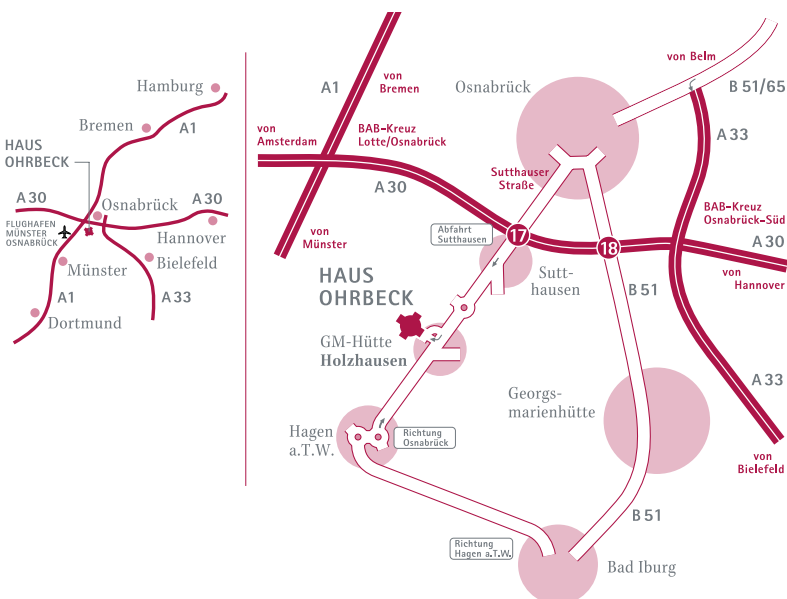 Hamburg
Bremen
A1
HAUS
OHRBECK
A30
Osnabrück
A30
FLUGHAFEN
MÜNSTER
OSNABRÜCK
Hannover
Münster
Bielefeld
A1
A33
Dortmund
von
Bremen
A1
Osnabrück
von Belm
B 51/65
A 33
von
Amsterdam
BAB-Kreuz
Lotte/Osnabrück
A 30
Sutthauser
Straße
BAB-Kreuz
Osnabrück-Süd
A 30
von
Münster
Abfahrt
Sutthausen
17
18
von
Hannover
Sutt-
hausen
B 51
HAUS
OHRBECK
GM-Hütte
Holzhausen
Georgs-
marienhütte
A 33
Hagen
a.T.W.
Richtung
Osnabrück
von
Bielefeld
B 51
Richtung
Hagen a.T.W.
Bad Iburg